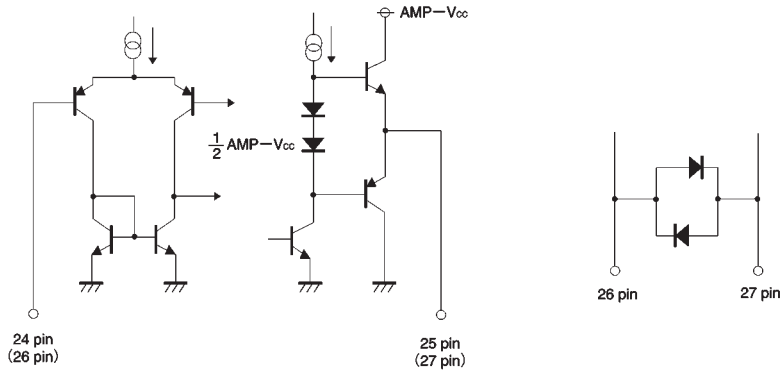 AMP–Vcc
1/2 AMP–Vcc
24 pin
(26 pin)
25 pin
(27 pin)
26 pin
27 pin